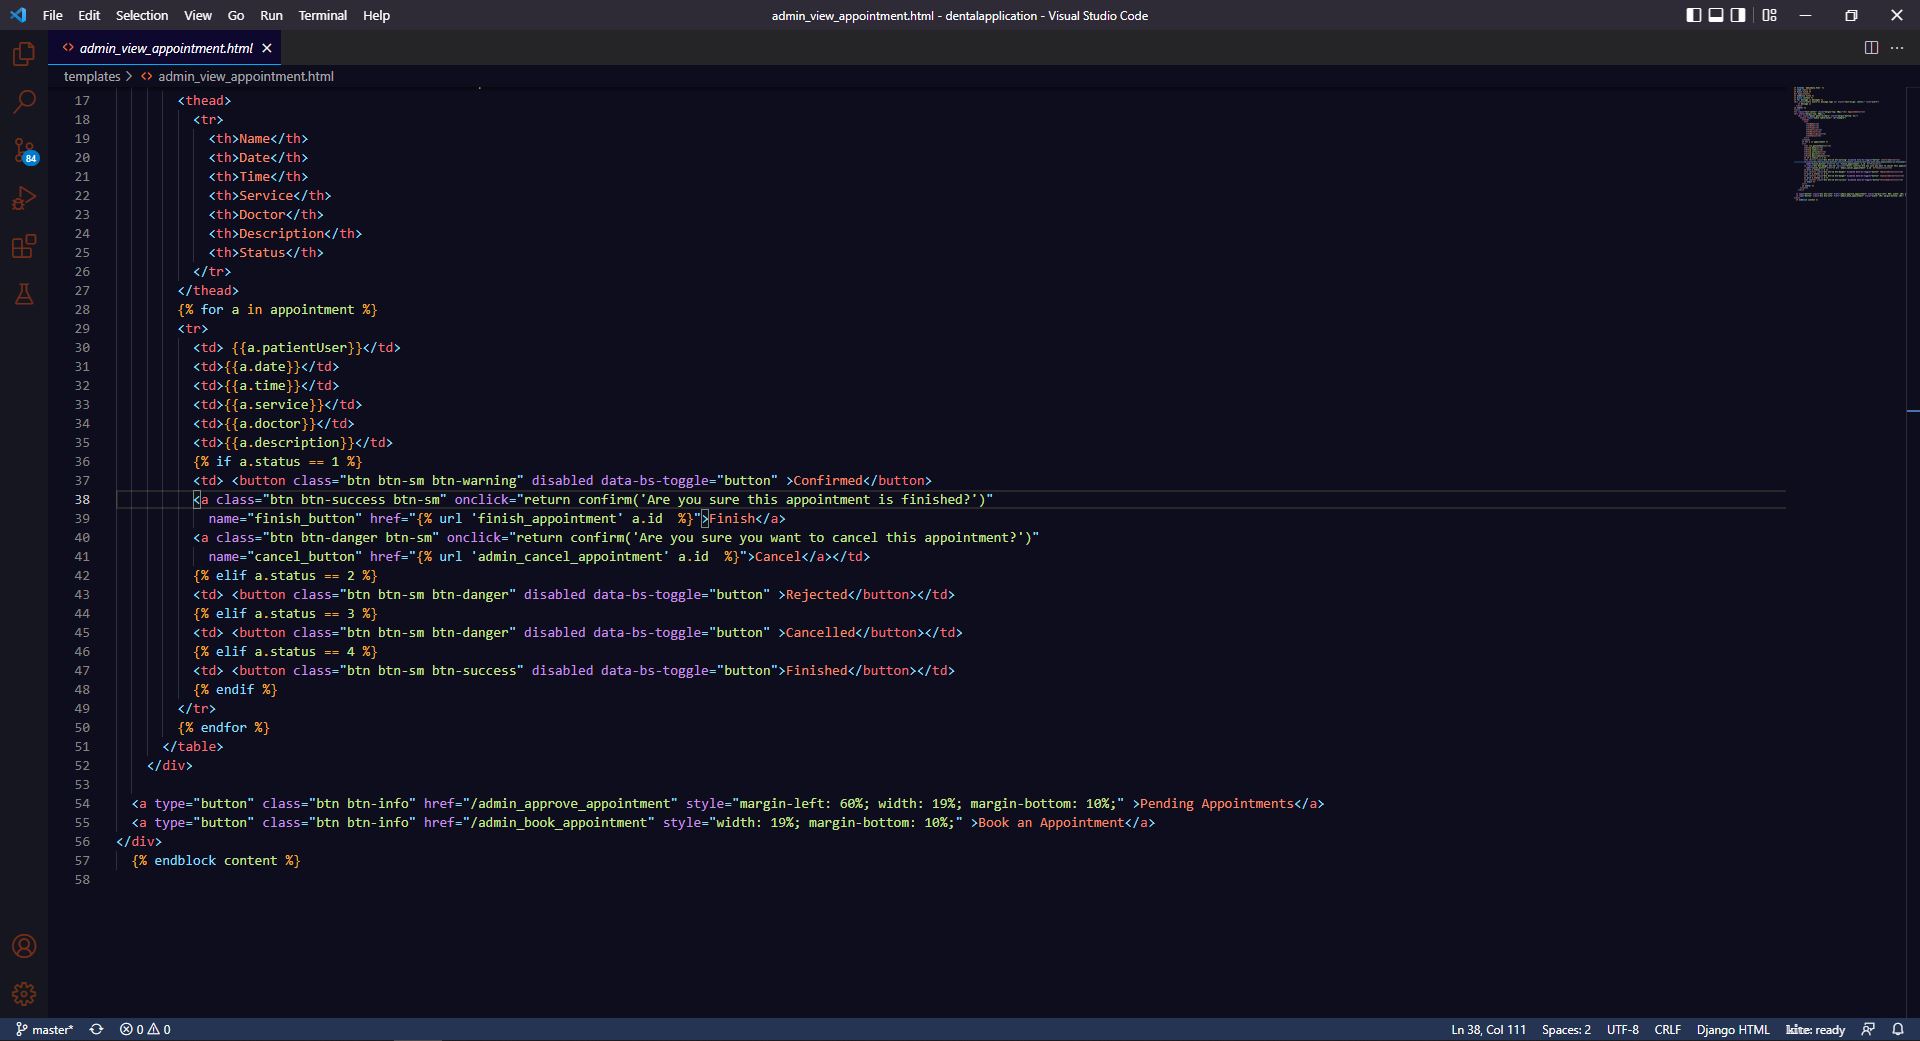 File Edit Selection View Go Run Terminal Help
admin_view_appointment.html - dentalapplication - Visual Studio Code
<> admin_view_appointment.html ×
templates > <> admin_view_appointment.html
17 <thead>
18 <tr>
19 <th>Name</th>
20 <th>Date</th>
21 <th>Time</th>
22 <th>Service</th>
23 <th>Doctor</th>
24 <th>Description</th>
25 <th>Status</th>
26 </tr>
27 </thead>
28 {% for a in appointment %}
29 <tr>
30 <td> {{a.patientUser}}</td>
31 <td>{{a.date}}</td>
32 <td>{{a.time}}</td>
33 <td>{{a.service}}</td>
34 <td>{{a.doctor}}</td>
35 <td>{{a.description}}</td>
36 {% if a.status == 1 %}
37 <td> <button class="btn btn-sm btn-warning" disabled data-bs-toggle="button" >Confirmed</button>
38 <a class="btn btn-success btn-sm" onclick="return confirm('Are you sure this appointment is finished?')"
39 name="finish_button" href="{% url 'finish_appointment' a.id  %}">Finish</a>
40 <a class="btn btn-danger btn-sm" onclick="return confirm('Are you sure you want to cancel this appointment?')"
41 name="cancel_button" href="{% url 'admin_cancel_appointment' a.id  %}">Cancel</a></td>
42 {% elif a.status == 2 %}
43 <td> <button class="btn btn-sm btn-danger" disabled data-bs-toggle="button" >Rejected</button></td>
44 {% elif a.status == 3 %}
45 <td> <button class="btn btn-sm btn-danger" disabled data-bs-toggle="button" >Cancelled</button></td>
46 {% elif a.status == 4 %}
47 <td> <button class="btn btn-sm btn-success" disabled data-bs-toggle="button">Finished</button></td>
48 {% endif %}
49 </tr>
50 {% endfor %}
51 </table>
52 </div>
53
54 <a type="button" class="btn btn-info" href="/admin_approve_appointment" style="margin-left: 60%; width: 19%; margin-bottom: 10%;" >Pending Appointments</a>
55 <a type="button" class="btn btn-info" href="/admin_book_appointment" style="width: 19%; margin-bottom: 10%;" >Book an Appointment</a>
56 </div>
57 {% endblock content %}
58
84
master* 0 0
Ln 38, Col 111 Spaces: 2 UTF-8 CRLF Django HTML kite: ready